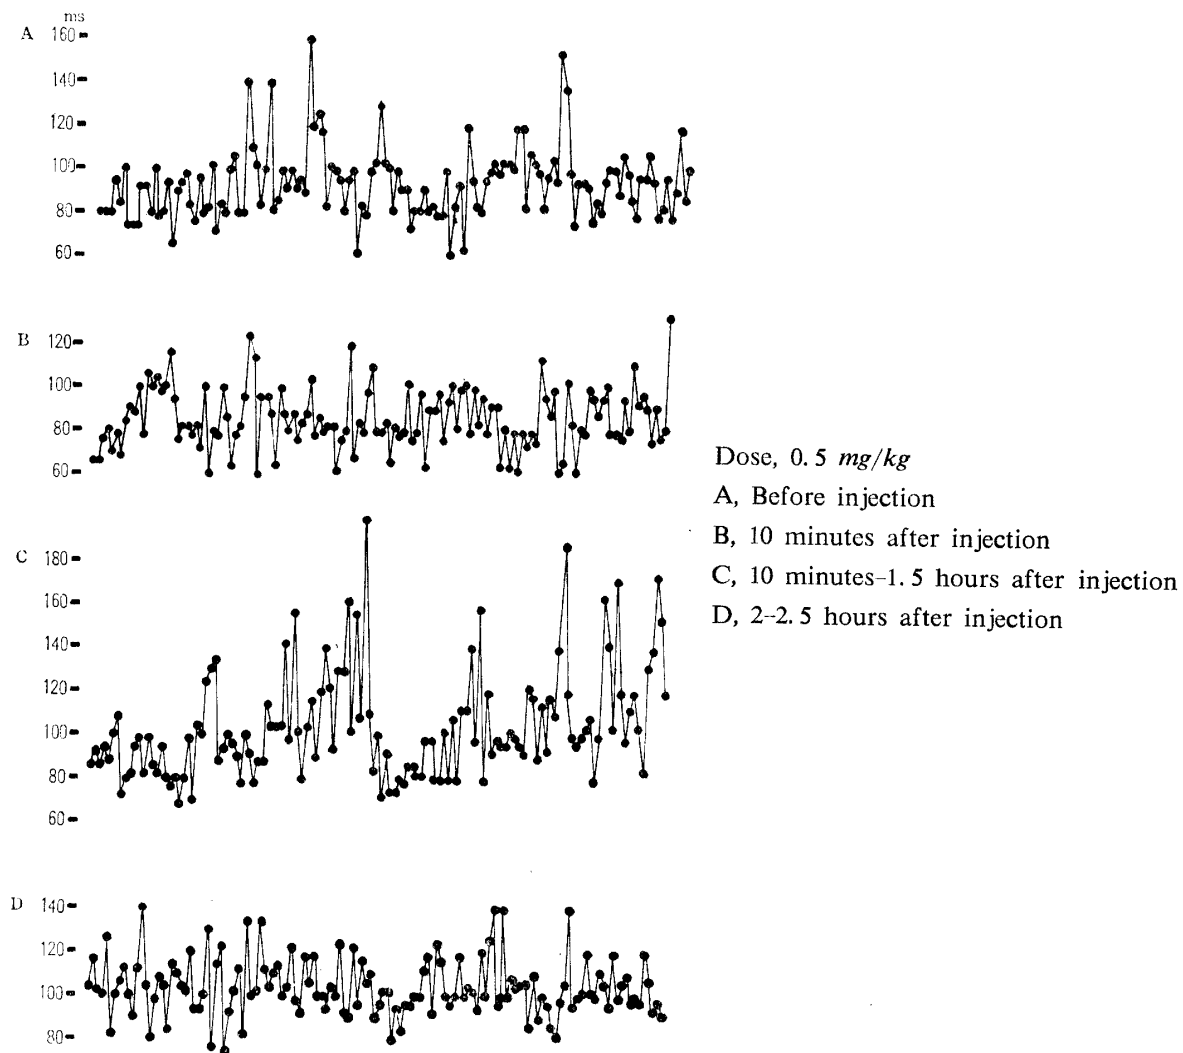 ms
A 160
140
120
100
80
60
B 120
100
80
60
C 180
160
140
120
100
80
60
D 140
120
100
80
Dose, 0.5 mg/kg
A, Before injection
B, 10 minutes after injection
C, 10 minutes–1.5 hours after injection
D, 2–2.5 hours after injection